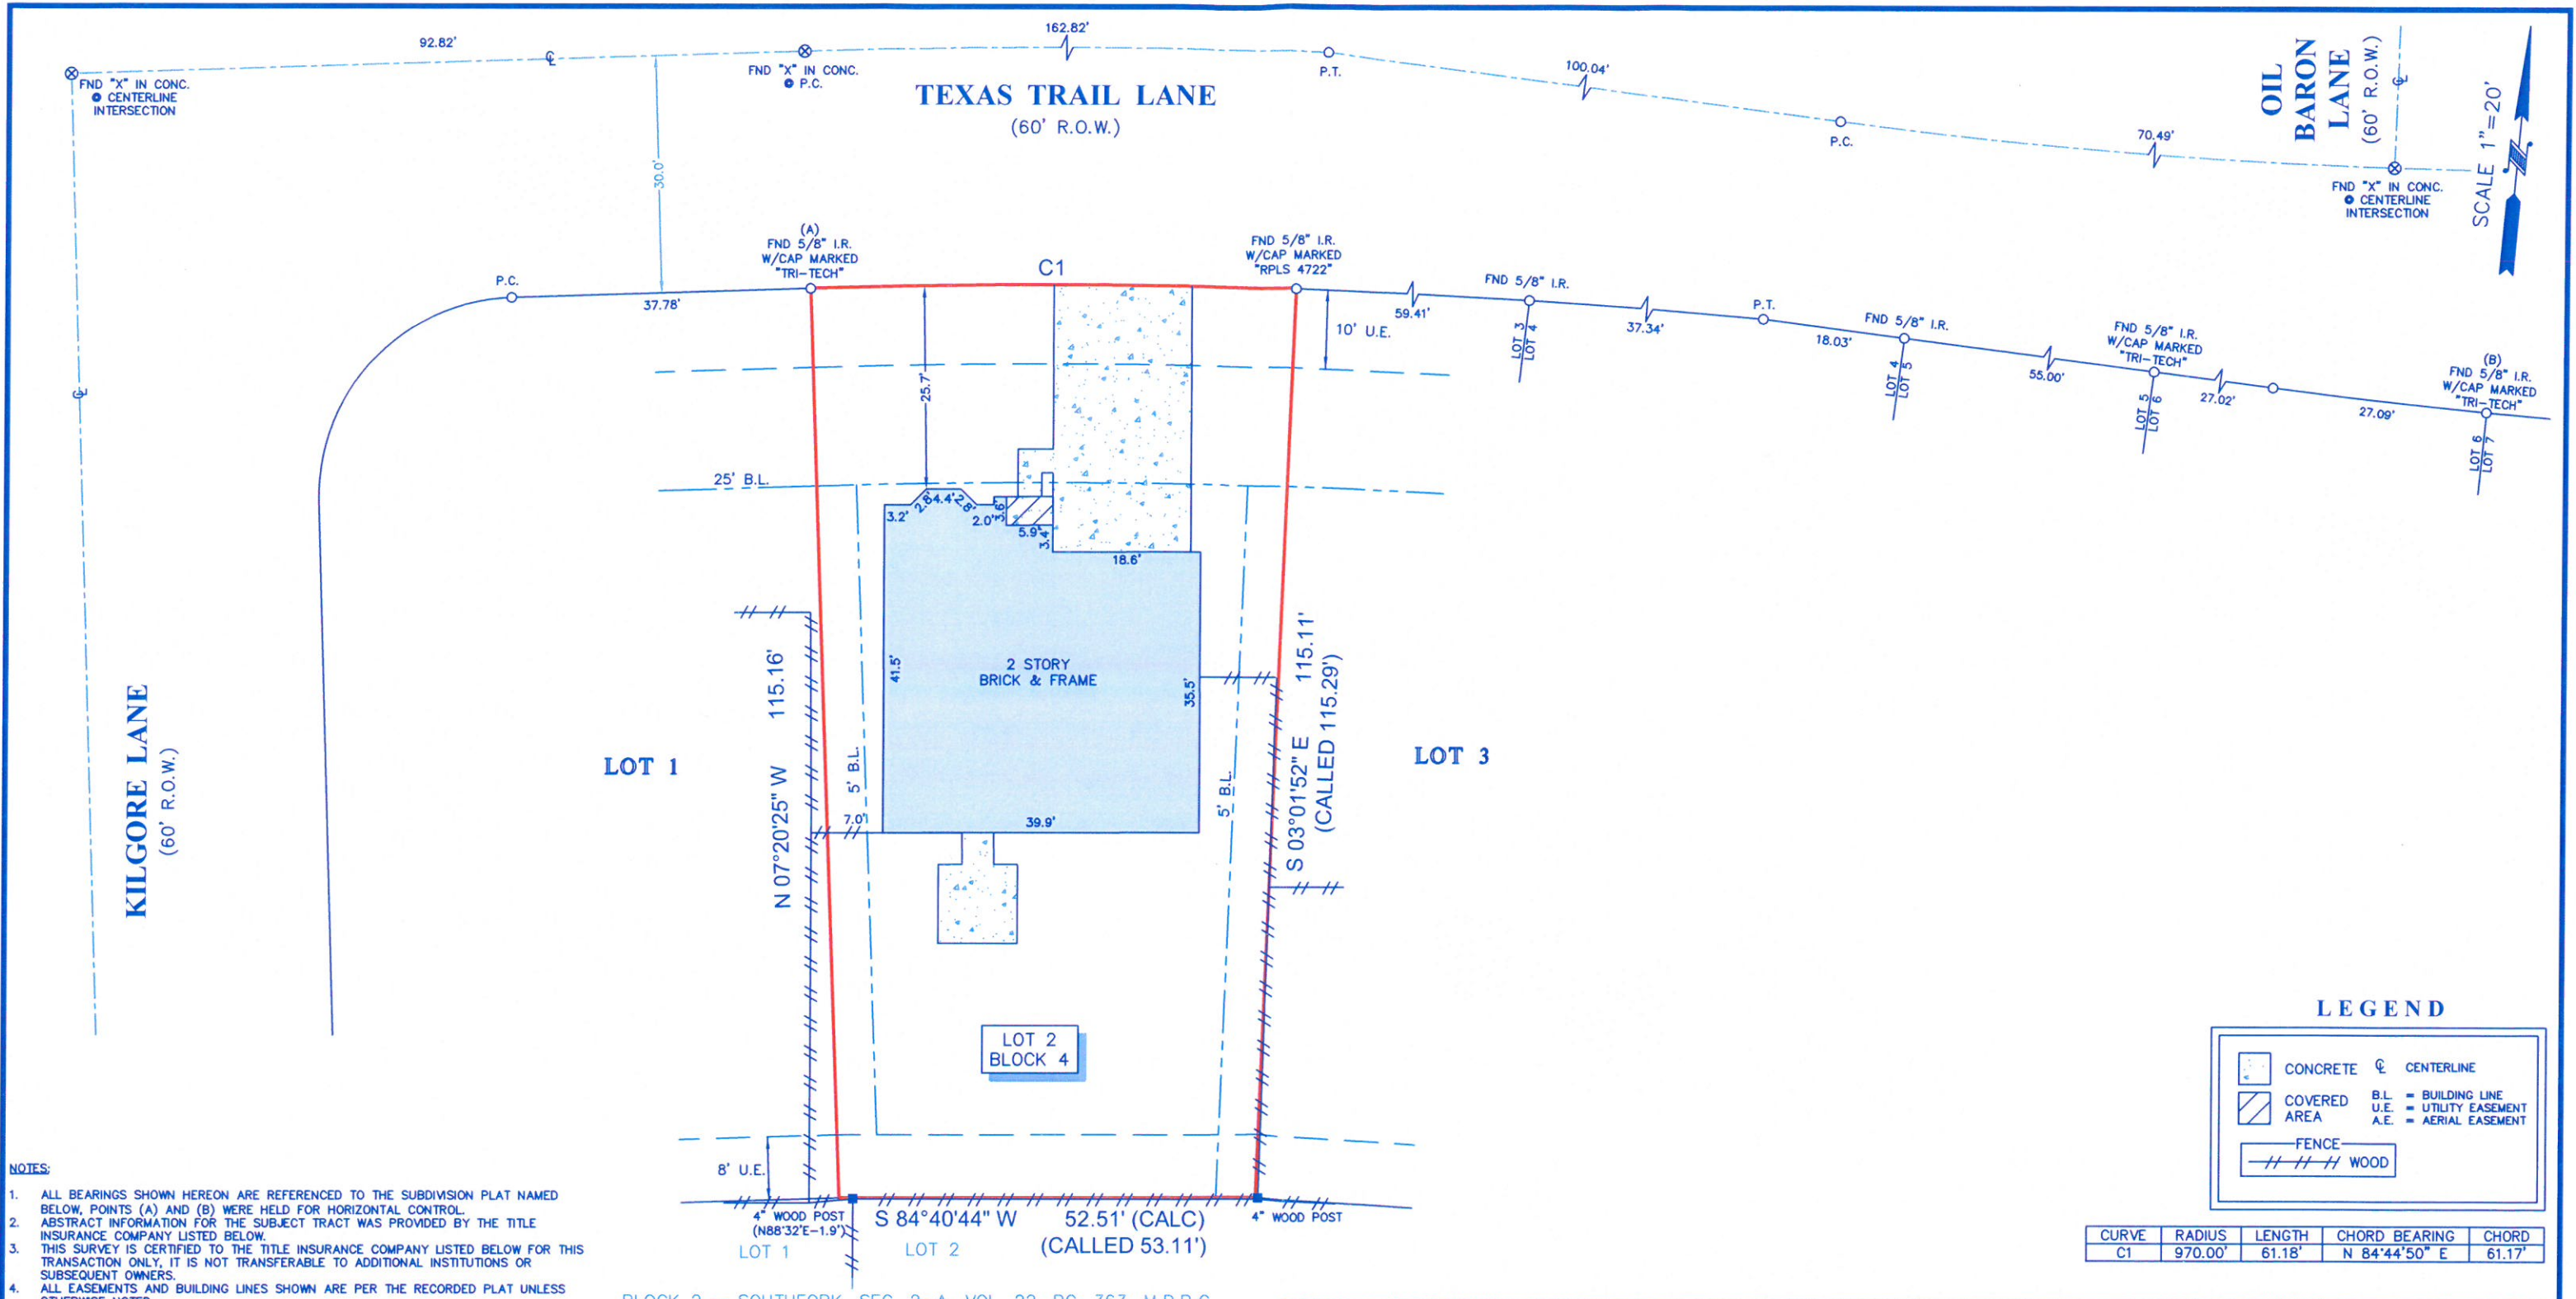 92.82'
℄
162.82'
FND "X" IN CONC.
@ CENTERLINE
INTERSECTION
FND "X" IN CONC.
@ P.C.
TEXAS TRAIL LANE
(60' R.O.W.)
P.T.
100.04'
P.C.
70.49'
OIL
BARON
LANE
(60' R.O.W.)
℄
FND "X" IN CONC.
@ CENTERLINE
INTERSECTION
SCALE 1"=20'
30.0'
P.C.
37.78'
(A)
FND 5/8" I.R.
W/CAP MARKED
"TRI-TECH"
C1
FND 5/8" I.R.
W/CAP MARKED
"RPLS 4722"
59.41'
FND 5/8" I.R.
LOT 3
LOT 4
37.34'
P.T.
18.03'
FND 5/8" I.R.
LOT 4
LOT 5
55.00'
FND 5/8" I.R.
W/CAP MARKED
"TRI-TECH"
LOT 5
LOT 6
27.02'
27.09'
(B)
FND 5/8" I.R.
W/CAP MARKED
"TRI-TECH"
LOT 6
LOT 7
10' U.E.
25.7'
℄
25' B.L.
3.2'
2.8'
4.4'
2.8'
2.0'
3.6'
5.9'
3.4'
18.6'
41.5'
2 STORY
BRICK & FRAME
35.5'
39.9'
7.0'
5' B.L.
5' B.L.
N 07°20'25" W 115.16'
S 03°01'52" E 115.11'
(CALLED 115.29')
KILGORE LANE
(60' R.O.W.)
LOT 1
LOT 3
LOT 2
BLOCK 4
8' U.E.
4" WOOD POST
(N88°32'E-1.9')
S 84°40'44" W 52.51' (CALC)
(CALLED 53.11')
4" WOOD POST
LOT 1
LOT 2
BLOCK 2 SOUTHFORK, SEC. 2-A, VOL. 22, PG. 363, M.R.B.C.
LEGEND
CONCRETE
℄ CENTERLINE
COVERED
AREA
B.L. = BUILDING LINE
U.E. = UTILITY EASEMENT
A.E. = AERIAL EASEMENT
FENCE
WOOD
CURVE RADIUS LENGTH CHORD BEARING CHORD
C1 970.00' 61.18' N 84°44'50" E 61.17'
NOTES:
1. ALL BEARINGS SHOWN HEREON ARE REFERENCED TO THE SUBDIVISION PLAT NAMED
BELOW, POINTS (A) AND (B) WERE HELD FOR HORIZONTAL CONTROL.
2. ABSTRACT INFORMATION FOR THE SUBJECT TRACT WAS PROVIDED BY THE TITLE
INSURANCE COMPANY LISTED BELOW.
3. THIS SURVEY IS CERTIFIED TO THE TITLE INSURANCE COMPANY LISTED BELOW FOR THIS
TRANSACTION ONLY, IT IS NOT TRANSFERABLE TO ADDITIONAL INSTITUTIONS OR
SUBSEQUENT OWNERS.
4. ALL EASEMENTS AND BUILDING LINES SHOWN ARE PER THE RECORDED PLAT UNLESS
OTHERWISE NOTED.